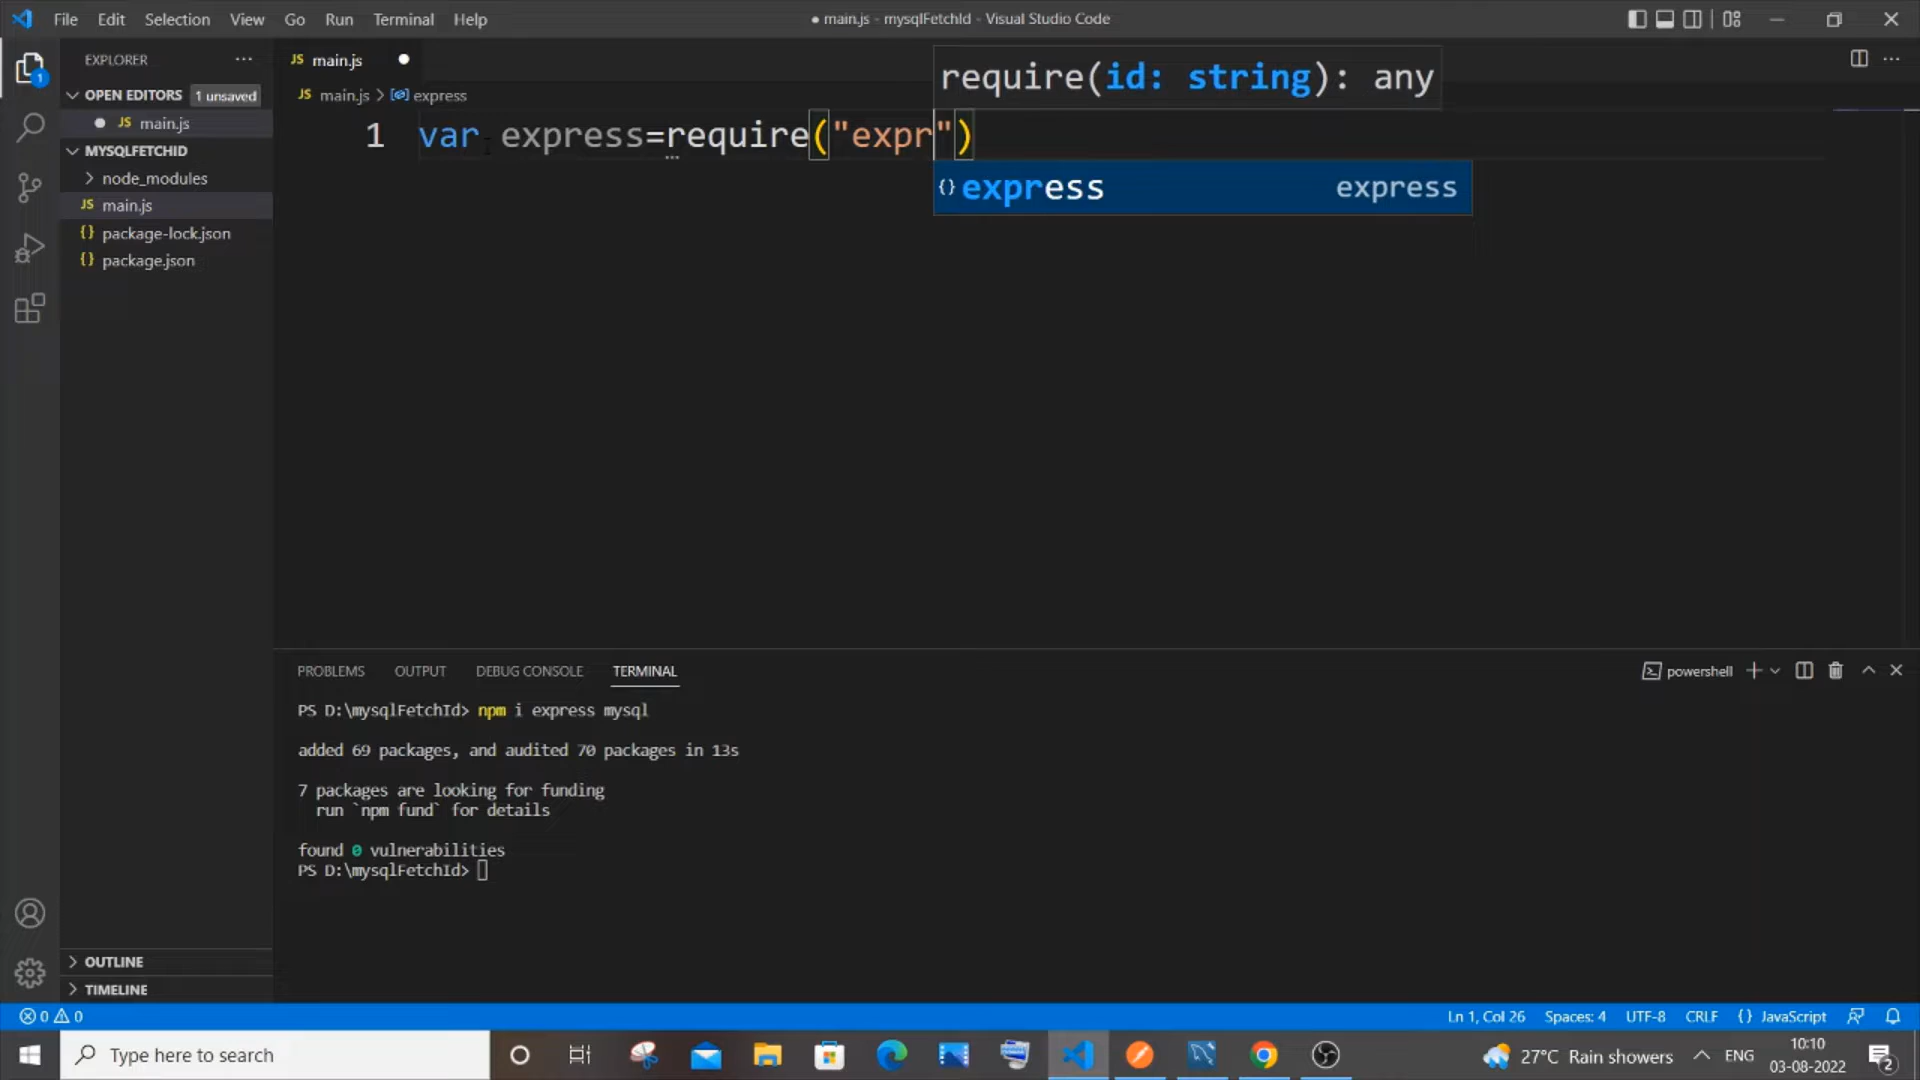 File Edit Selection View Go Run Terminal Help
● main.js - mysqlFetchId - Visual Studio Code
EXPLORER ···
1
OPEN EDITORS 1 unsaved
● JS main.js
MYSQLFETCHID
node_modules
JS main.js
{} package-lock.json
{} package.json
OUTLINE
TIMELINE
JS main.js ●
JS main.js > express
require(id: string): any
1 var express=require("expr")
{} express express
PROBLEMS OUTPUT DEBUG CONSOLE TERMINAL
powershell
PS D:\mysqlFetchId> npm i express mysql
added 69 packages, and audited 70 packages in 13s
7 packages are looking for funding
run `npm fund` for details
found 0 vulnerabilities
PS D:\mysqlFetchId>
0 0
Ln 1, Col 26 Spaces: 4 UTF-8 CRLF {} JavaScript
Type here to search
27°C Rain showers ENG
10:10
03-08-2022
2